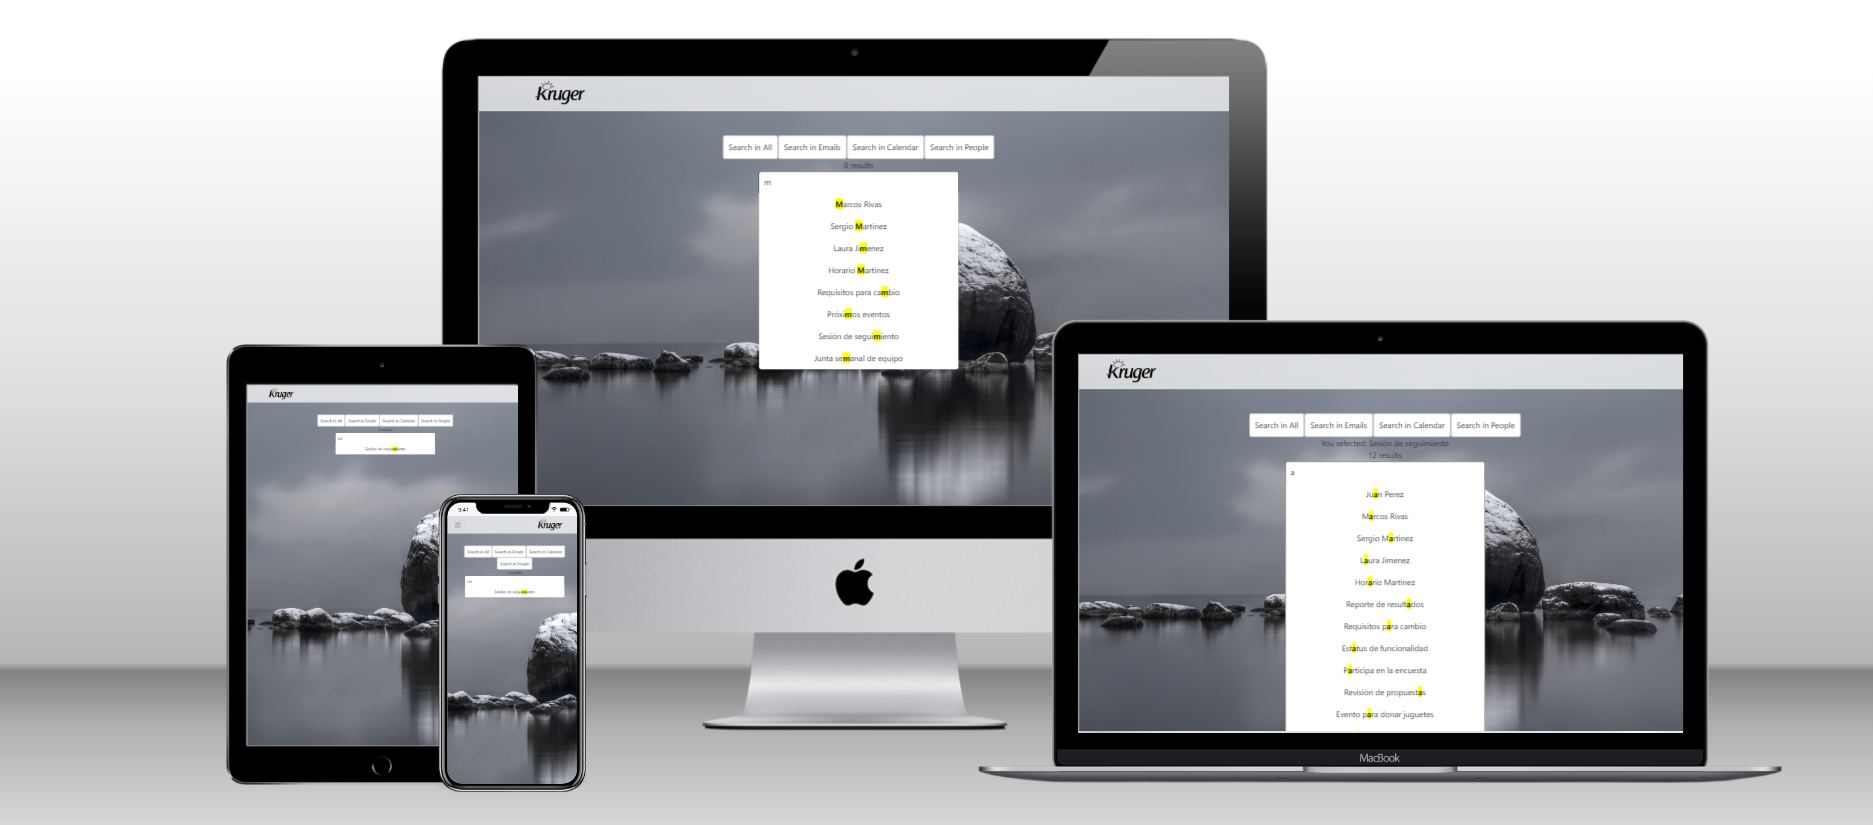 Kruger
Search in All Search in Emails Search in Calendar Search in People
8 results
m
Marcos Rivas
Sergio Martinez
Laura Jimenez
Horario Martinez
Requisitos para cambio
Próximos eventos
Sesión de seguimiento
Junta semanal de equipo
Kruger
Search in All Search in Emails Search in Calendar Search in People
Sesión de seguimiento
9:41
Kruger
Search in All Search in Emails Search in Calendar
Search in People
Sesión de seguimiento
Kruger
Search in All Search in Emails Search in Calendar Search in People
You selected: Sesión de seguimiento
12 results
a
Juan Perez
Marcos Rivas
Sergio Martinez
Laura Jimenez
Horario Martinez
Reporte de resultados
Requisitos para cambio
Estatus de funcionalidad
Participa en la encuesta
Revisión de propuestas
Evento para donar juguetes
MacBook